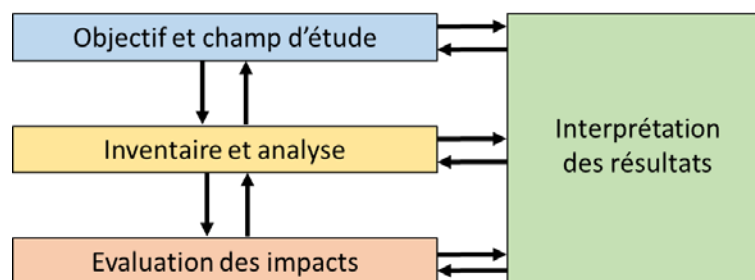 Objectif et champ d'étude
Inventaire et analyse
Interprétation
des résultats
Evaluation des impacts